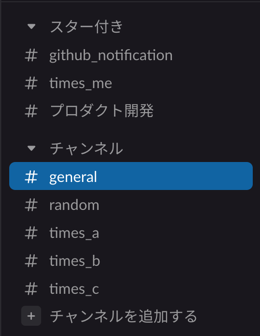 スター付き
# github_notification
# times_me
# プロダクト開発
チャンネル
# general
# random
# times_a
# times_b
# times_c
+ チャンネルを追加する